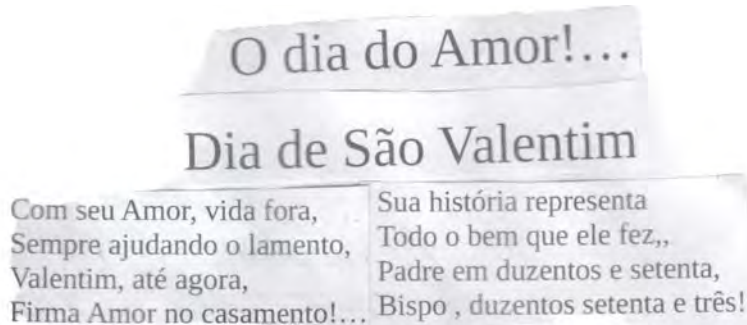 O dia do Amor!...
Dia de São Valentim
Com seu Amor, vida fora,
Sempre ajudando o lamento,
Valentim, até agora,
Firma Amor no casamento!...
Sua história representa
Todo o bem que ele fez,,
Padre em duzentos e setenta,
Bispo , duzentos setenta e três!